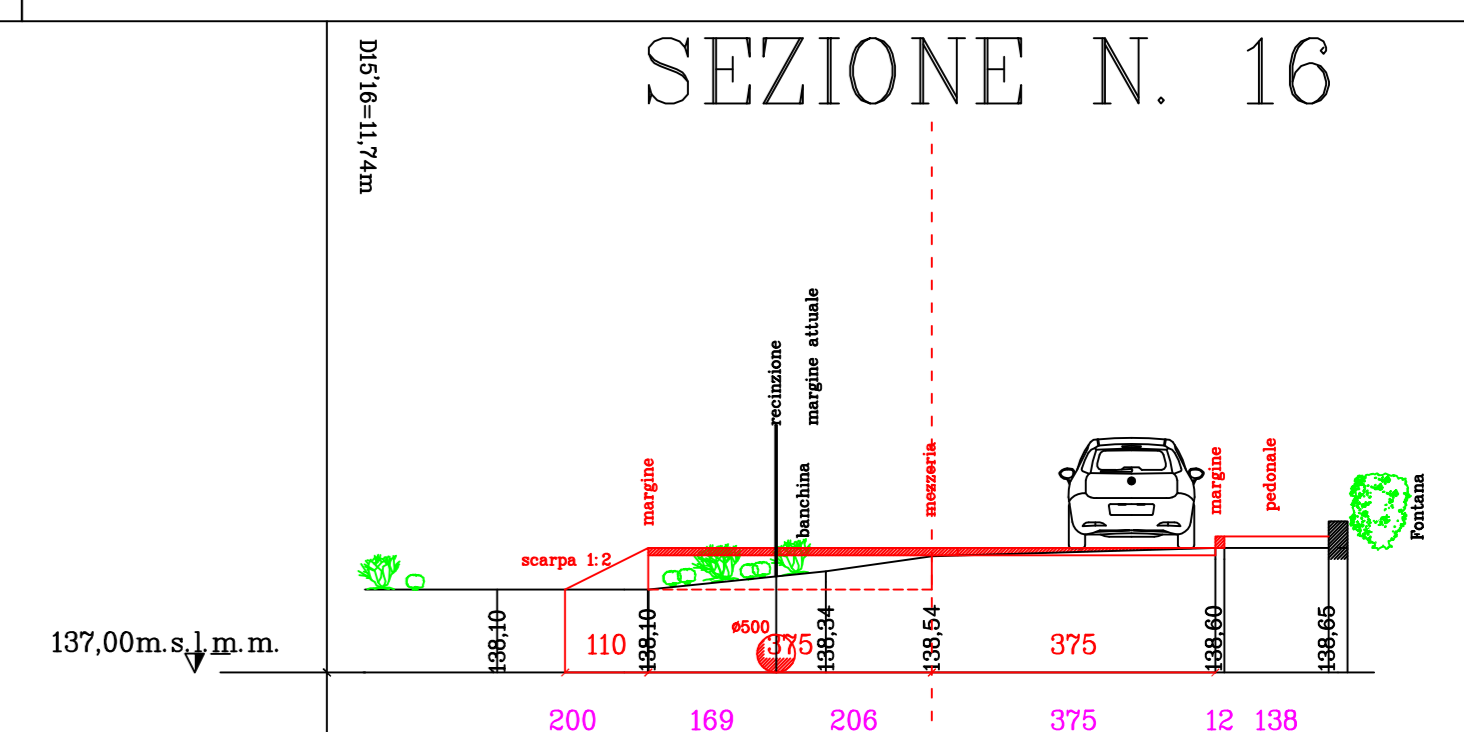 SEZIONE N. 16
D15'16=11,74m
recinzione
margine attuale
banchina
margine
mezzeria
margine
pedonale
Fontana
scarpa 1:2
ø500
137,00m.s.l.m.m.
138,10
138,10
138,34
138,54
138,60
138,65
110
375
375
200
169
206
375
12
138